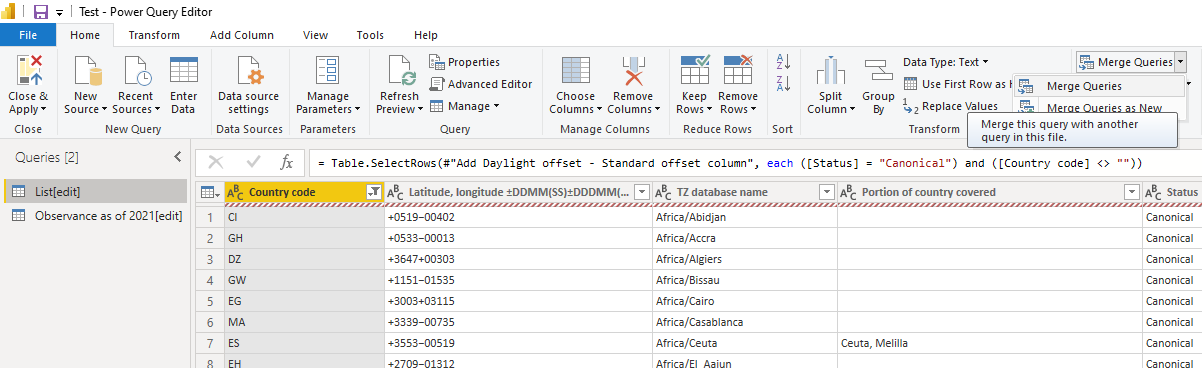 Test - Power Query Editor
File Home Transform Add Column View Tools Help
Close & Apply
New Source
Recent Sources
Enter Data
Data source settings
Manage Parameters
Refresh Preview
Properties
Advanced Editor
Manage
Choose Columns
Remove Columns
Keep Rows
Remove Rows
Split Column
Group By
Data Type: Text
Use First Row as H
Replace Values
Merge Queries
Merge Queries
Merge Queries as New
Close New Query Data Sources Parameters Query Manage Columns Reduce Rows Sort Transform
Merge this query with another
query in this file.
Queries [2]
fx = Table.SelectRows(#"Add Daylight offset - Standard offset column", each ([Status] = "Canonical") and ([Country code] <> ""))
List[edit]
Observance as of 2021[edit]
ABC Country code ABC Latitude, longitude ±DDMM(SS)±DDDMM(... ABC TZ database name ABC Portion of country covered ABC Status
1 CI +0519−00402 Africa/Abidjan Canonical
2 GH +0533−00013 Africa/Accra Canonical
3 DZ +3647+00303 Africa/Algiers Canonical
4 GW +1151−01535 Africa/Bissau Canonical
5 EG +3003+03115 Africa/Cairo Canonical
6 MA +3339−00735 Africa/Casablanca Canonical
7 ES +3553−00519 Africa/Ceuta Ceuta, Melilla Canonical
8 EH +2709−01312 Africa/El_Aaiun Canonical